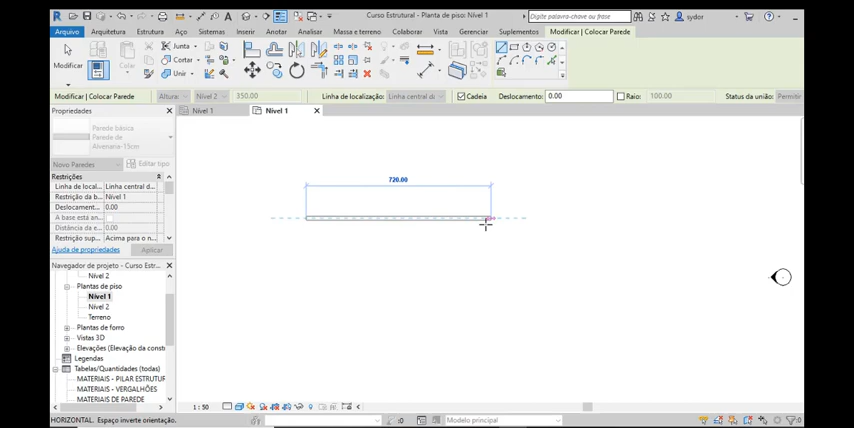 Curso Estrutural - Planta de piso: Nível 1
Digite palavra-chave ou frase
sydor
Arquivo Arquitetura Estrutura Aço Sistemas Inserir Anotar Analisar Massa e terreno Colaborar Vista Gerenciar Suplementos Modificar | Colocar Parede
Modificar
Colar
Junta
Cortar
Unir
Modificar | Colocar Parede Altura: Nível 2 350.00 Linha de localização: Linha central di Cadeia Deslocamento: 0.00 Raio: 100.00 Status da união: Permitir
Propriedades
Nível 1
Nível 1
Parede básica
Parede de
Alvenaria-15cm
Novo Paredes Editar tipo
Restrições
Linha de local... Linha central d...
Restrição da b... Nível 1
Deslocament... 0.00
A base está an...
Distância da e... 0.00
Restrição sup... Acima para o n...
Ajuda de propriedades Aplicar
Navegador de projeto - Curso Estr...
Nível 2
Plantas de piso
Nível 1
Nível 2
Terreno
Plantas de forro
Vistas 3D
Elevações (Elevação da constr
Legendas
Tabelas/Quantidades (todas)
MATERIAIS - PILAR ESTRUTUR
MATERIAIS - VERGALHÕES
MATERIAIS DE PAREDE
720.00
1 : 50
HORIZONTAL. Espaço inverte orientação.
:0
Modelo principal